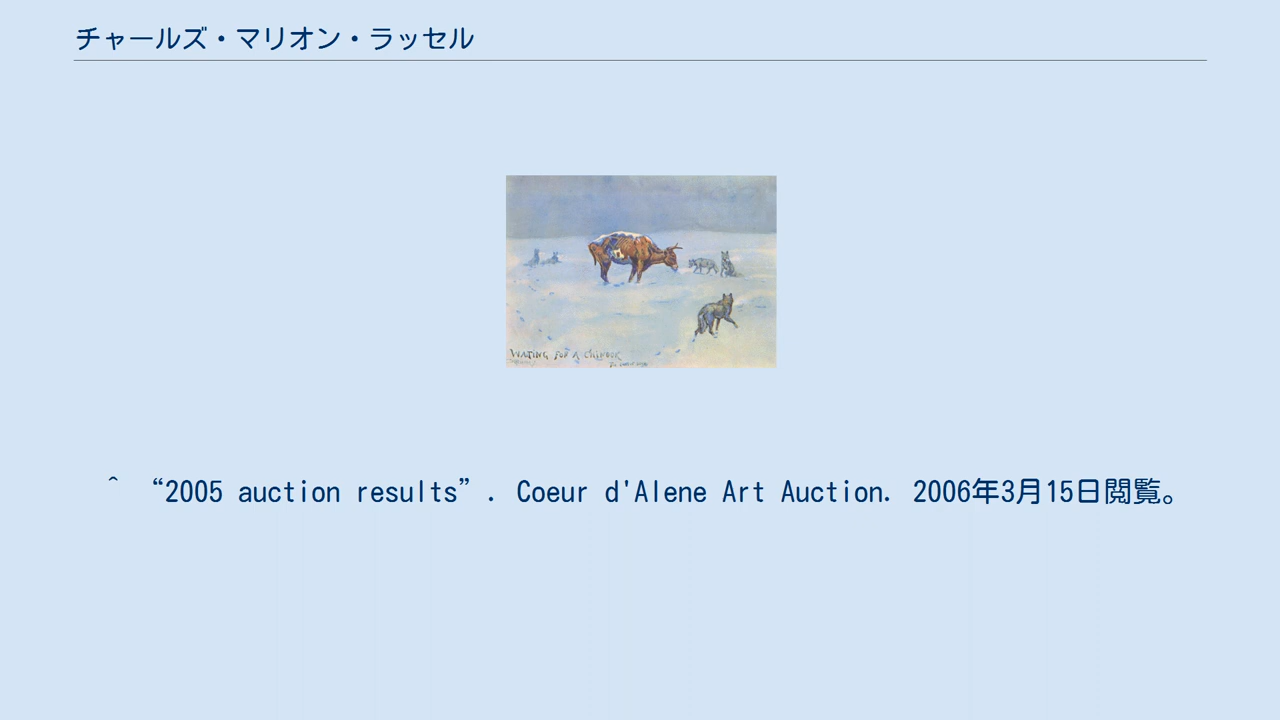 チャールズ・マリオン・ラッセル
WAITING FOR A CHINOOK
^ “2005 auction results”. Coeur d'Alene Art Auction. 2006年3月15日閲覧。